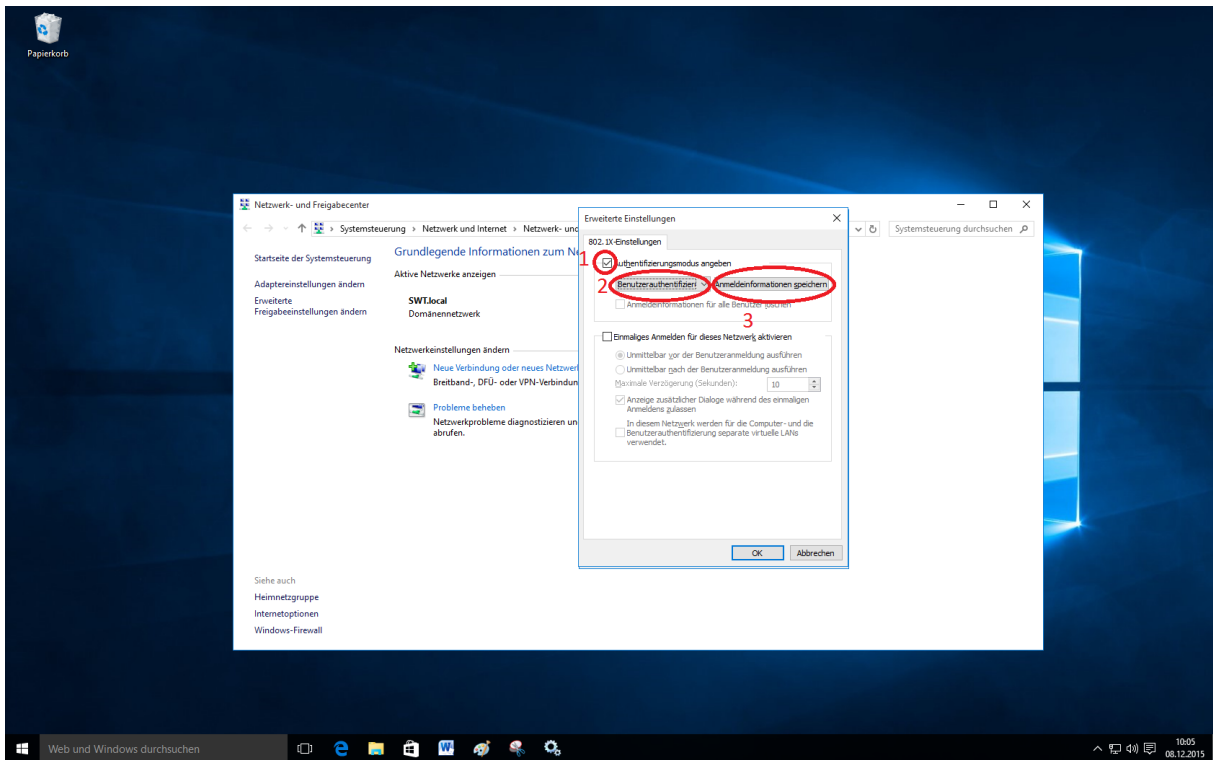 Papierkorb
Netzwerk- und Freigabecenter
Systemsteuerung › Netzwerk und Internet › Netzwerk- und
Systemsteuerung durchsuchen
Startseite der Systemsteuerung
Adaptereinstellungen ändern
Erweiterte
Freigabeeinstellungen ändern
Grundlegende Informationen zum Ne
Aktive Netzwerke anzeigen
SWT.local
Domänennetzwerk
Netzwerkeinstellungen ändern
Neue Verbindung oder neues Netzwer
Breitband-, DFÜ- oder VPN-Verbindun
Probleme beheben
Netzwerkprobleme diagnostizieren un
abrufen.
Siehe auch
Heimnetzgruppe
Internetoptionen
Windows-Firewall
Erweiterte Einstellungen
802.1X-Einstellungen
1
Authentifizierungsmodus angeben
2
Benutzerauthentifizieri
Anmeldeinformationen speichern
Anmeldeinformationen für alle Benutzer löschen
3
Einmaliges Anmelden für dieses Netzwerk aktivieren
Unmittelbar vor der Benutzeranmeldung ausführen
Unmittelbar nach der Benutzeranmeldung ausführen
Maximale Verzögerung (Sekunden):
10
Anzeige zusätzlicher Dialoge während des einmaligen
Anmeldens zulassen
In diesem Netzwerk werden für die Computer- und die
Benutzerauthentifizierung separate virtuelle LANs
verwendet.
OK
Abbrechen
Web und Windows durchsuchen
10:05
08.12.2015